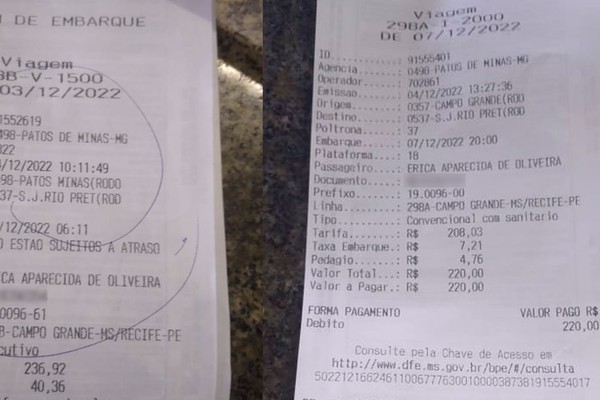 DE EMBARQUE
Viagem
B-V-1500
03/12/2022
1552619
498-PATOS DE MINAS-MG
022
/12/2022 10:11:49
98-PATOS MINAS(RODO
37-S.J.RIO PRET(ROD
/12/2022 06:11
O ESTAO SUJEITOS A ATRASO
CA APARECIDA DE OLIVEIRA
0096-61
B-CAMPO GRANDE-MS/RECIFE-PE
cutivo
236,92
40,36
Viagem
298A-I-2000
DE 07/12/2022
ID..........: 91555401
Agencia.....: 0498-PATOS DE MINAS-MG
Operador....: 702861
Emissao.....: 04/12/2022 13:27:36
Origem......: 0357-CAMPO GRANDE(ROD
Destino.....: 0537-S.J.RIO PRET(ROD
Poltrona....: 37
Embarque....: 07/12/2022 20:00
Plataforma..: 18
Passageiro..: ERICA APARECIDA DE OLIVEIRA
Documento...:
Prefixo.....: 19.0096-00
Linha.......: 298A-CAMPO GRANDE-MS/RECIFE-PE
Tipo........: Convencional com sanitario
Tarifa......: R$ 208,03
Taxa Embarque.: R$ 7,21
Pedagio.....: R$ 4,76
Valor Total...: R$ 220,00
Valor a Pagar.: R$ 220,00
FORMA PAGAMENTO VALOR PAGO R$
Debito 220,00
Consulte pela Chave de Acesso em
http://www.dfe.ms.gov.br/bpe/#/consulta
50221216624611006777630010000387381915554017